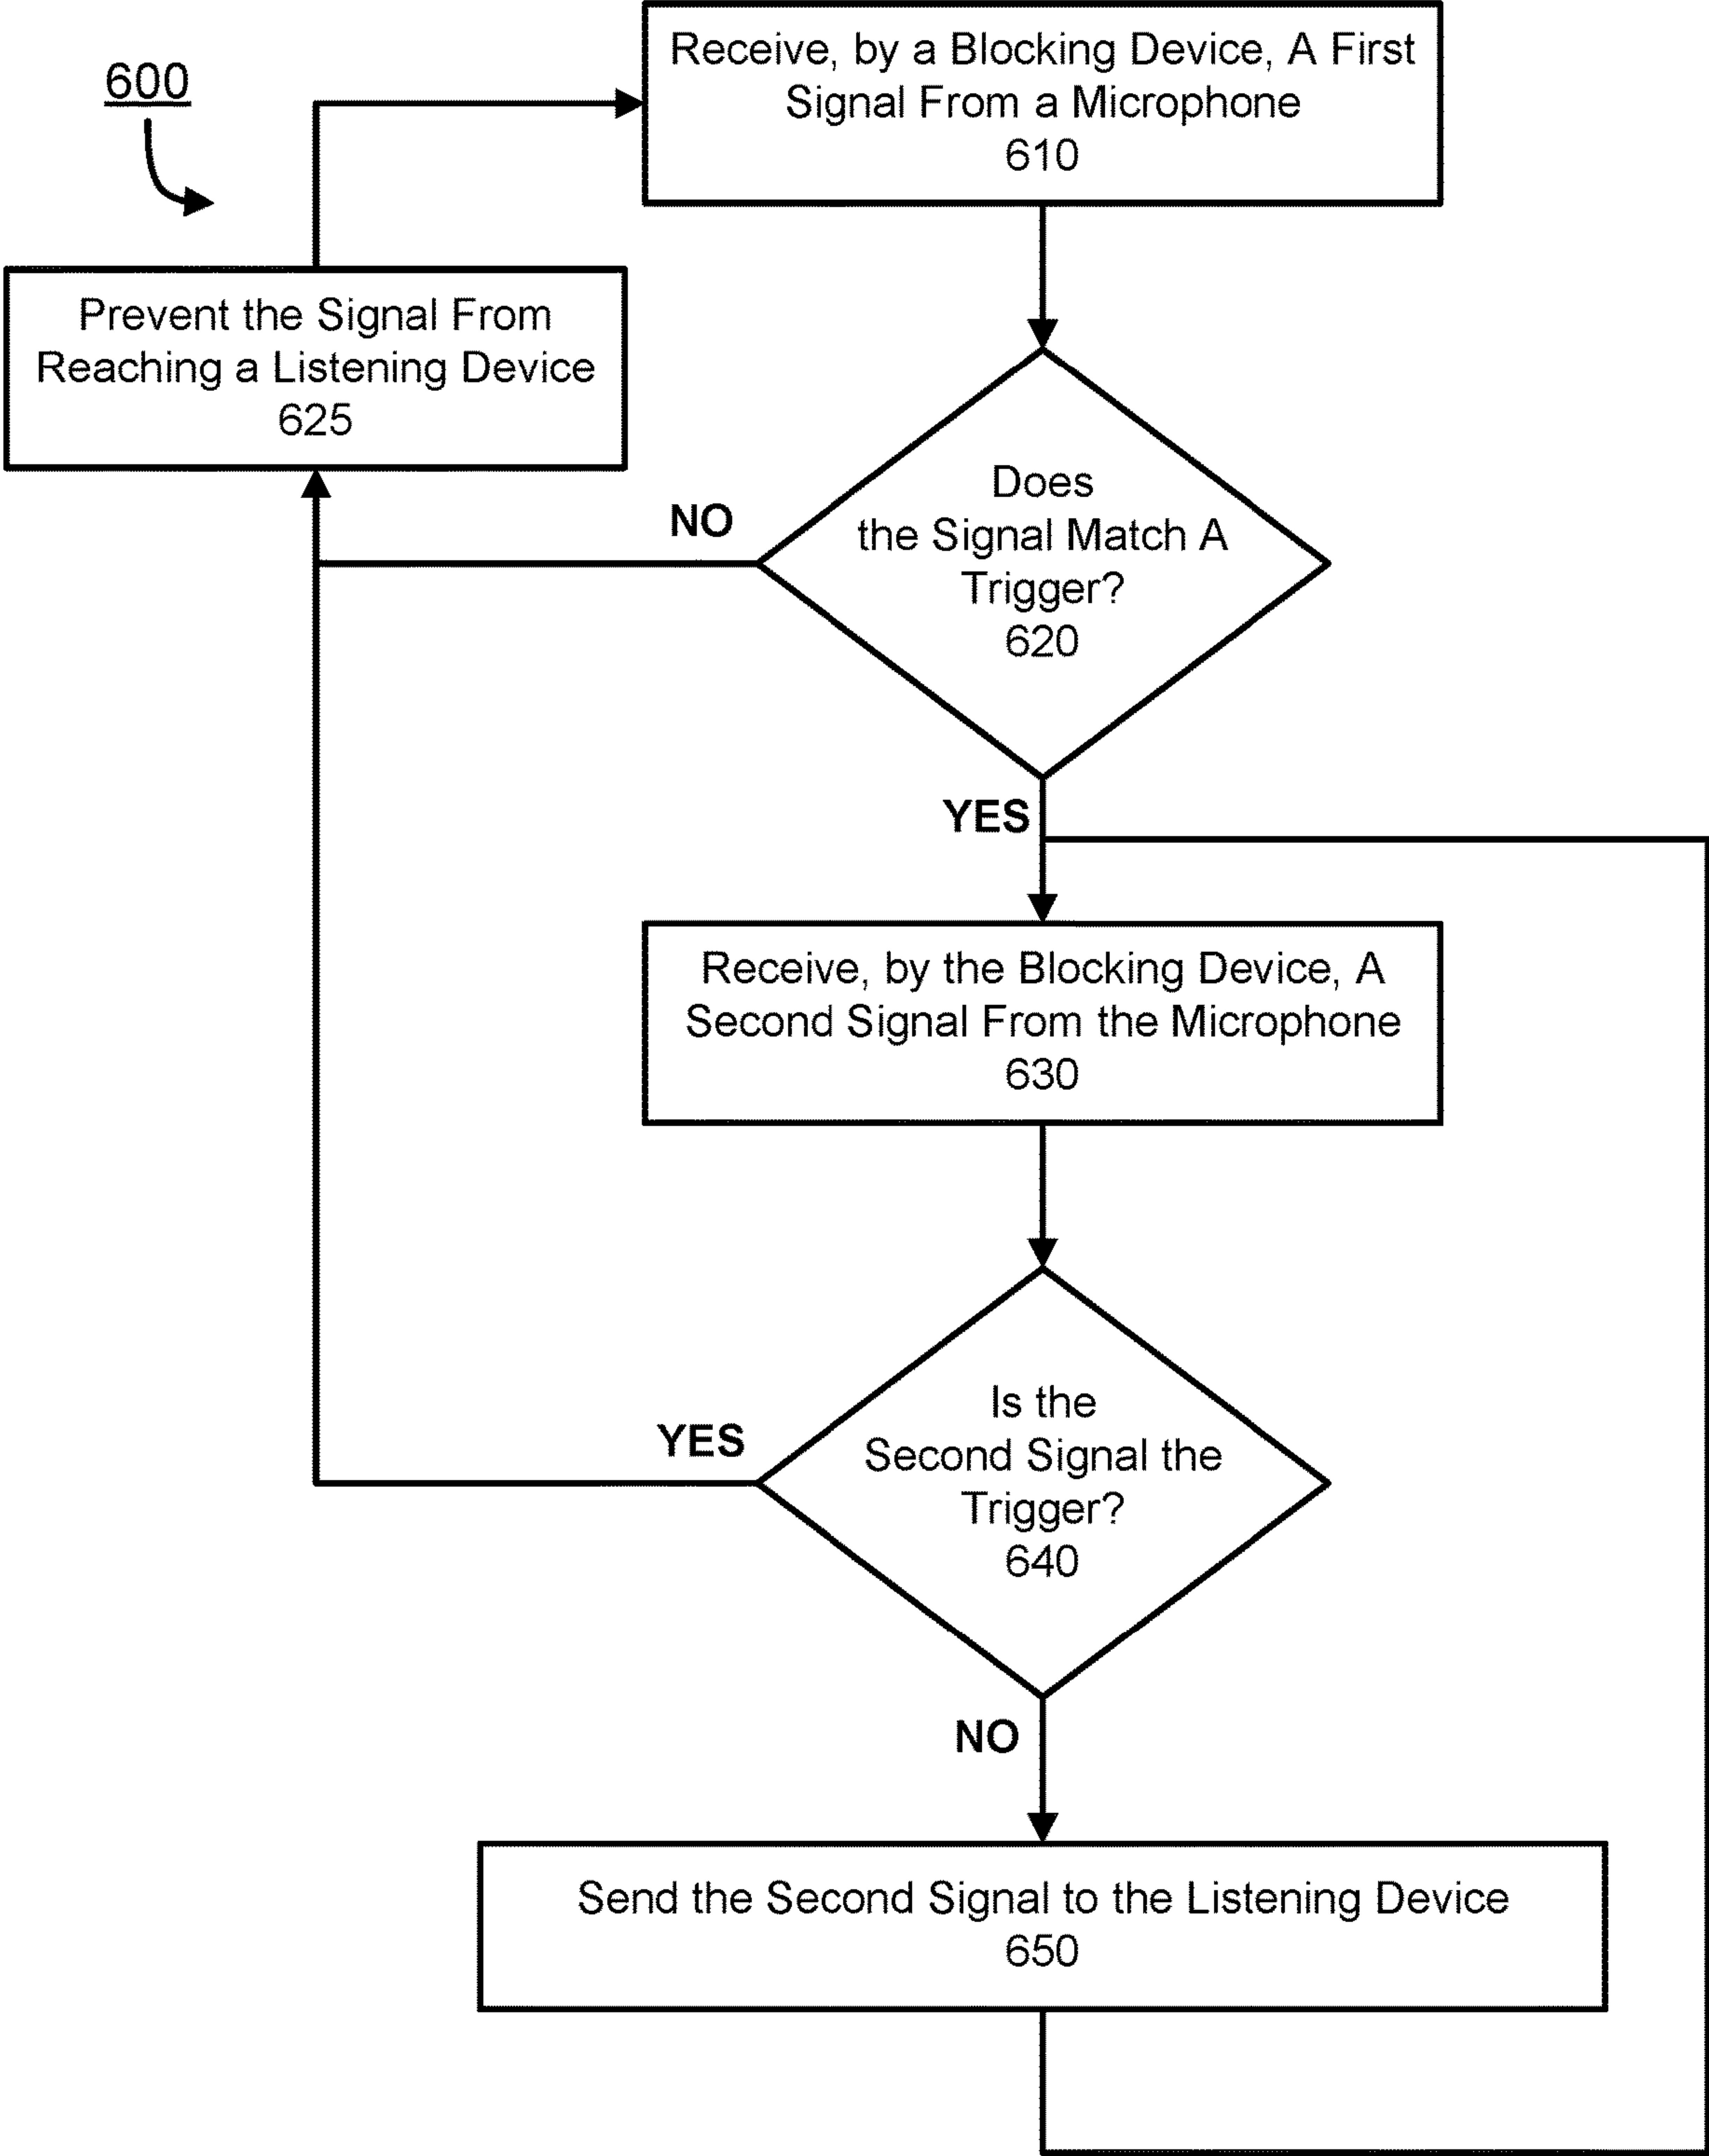 600
Receive, by a Blocking Device, A First
Signal From a Microphone
610
Prevent the Signal From
Reaching a Listening Device
625
Does
the Signal Match A
Trigger?
620
NO
YES
Receive, by the Blocking Device, A
Second Signal From the Microphone
630
Is the
Second Signal the
Trigger?
640
YES
NO
Send the Second Signal to the Listening Device
650